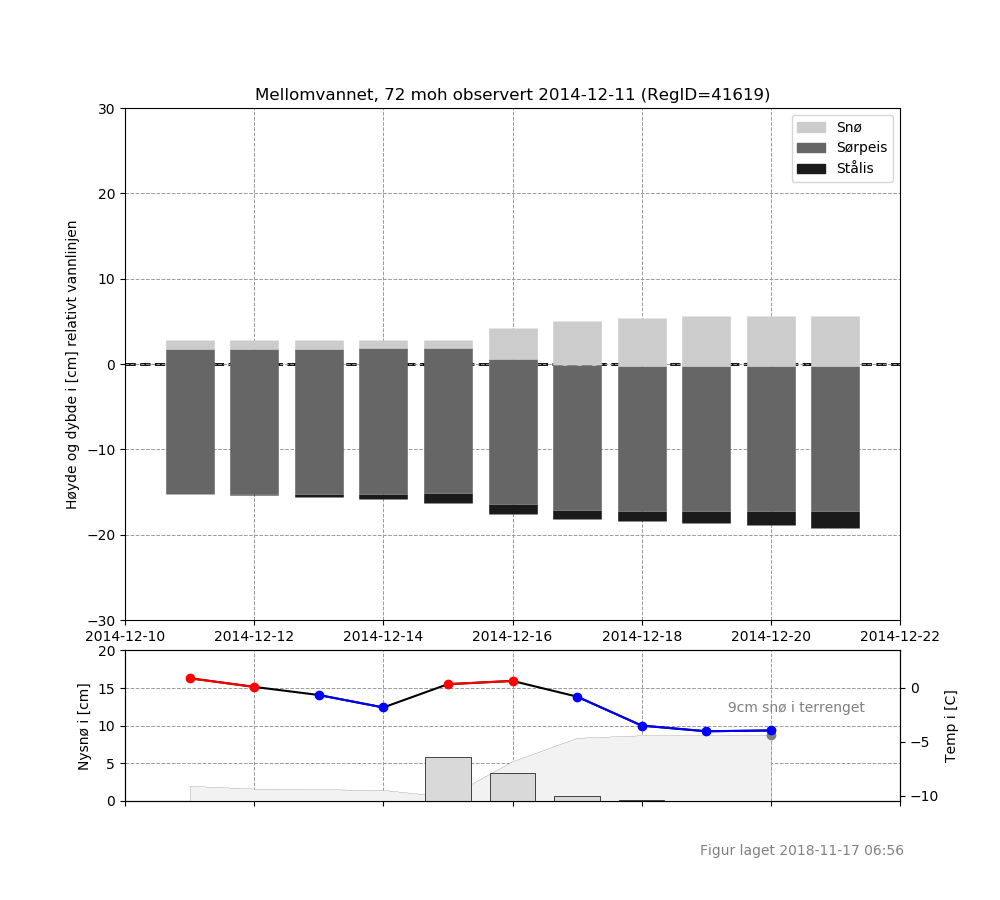 Mellomvannet, 72 moh observert 2014-12-11 (RegID=41619)
30
20
10
0
−10
−20
−30
Høyde og dybde i [cm] relativt vannlinjen
Snø
Sørpeis
Stålis
2014-12-10
2014-12-12
2014-12-14
2014-12-16
2014-12-18
2014-12-20
2014-12-22
20
15
10
5
0
Nysnø i [cm]
9cm snø i terrenget
0
−5
−10
Temp i [C]
Figur laget 2018-11-17 06:56